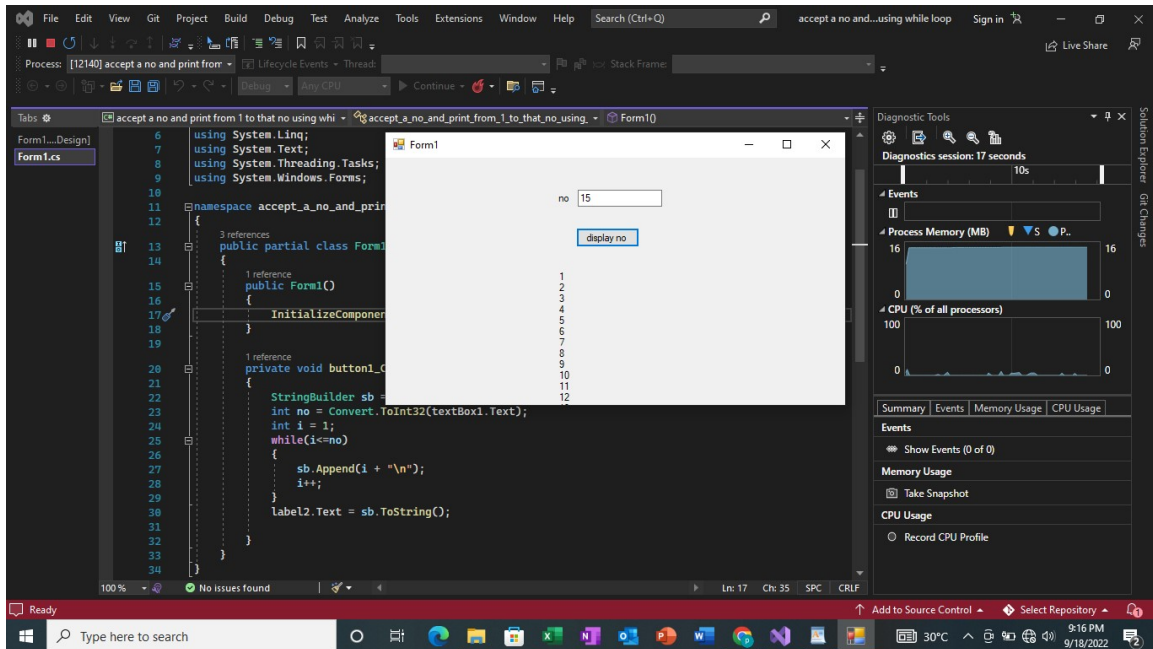 File Edit View Git Project Build Debug Test Analyze Tools Extensions Window Help Search (Ctrl+Q) accept a no and...using while loop Sign in
Live Share
Process: [12140] accept a no and print from Lifecycle Events Thread: Stack Frame:
Debug Any CPU Continue
Tabs accept a no and print from 1 to that no using whi accept_a_no_and_print_from_1_to_that_no_using_ Form1()
Form1....Design]
Form1.cs
6 using System.Linq;
7 using System.Text;
8 using System.Threading.Tasks;
9 using System.Windows.Forms;
10
11 namespace accept_a_no_and_prin
12 {
3 references
13 public partial class Form1
14 {
1 reference
15 public Form1()
16 {
17 InitializeComponen
18 }
19
1 reference
20 private void button1_C
21 {
22 StringBuilder sb =
23 int no = Convert.ToInt32(textBox1.Text);
24 int i = 1;
25 while(i<=no)
26 {
27 sb.Append(i + "\n");
28 i++;
29 }
30 label2.Text = sb.ToString();
31
32 }
33 }
34 }
100 % No issues found Ln: 17 Ch: 35 SPC CRLF
Form1
no 15
display no
1
2
3
4
5
6
7
8
9
10
11
12
Diagnostic Tools
Diagnostics session: 17 seconds
10s
Events
Process Memory (MB) S P..
16 16
0 0
CPU (% of all processors)
100 100
0 0
Summary Events Memory Usage CPU Usage
Events
Show Events (0 of 0)
Memory Usage
Take Snapshot
CPU Usage
Record CPU Profile
Solution Explorer
Git Changes
Ready Add to Source Control Select Repository 1
Type here to search 30°C 9:16 PM
9/18/2022 2